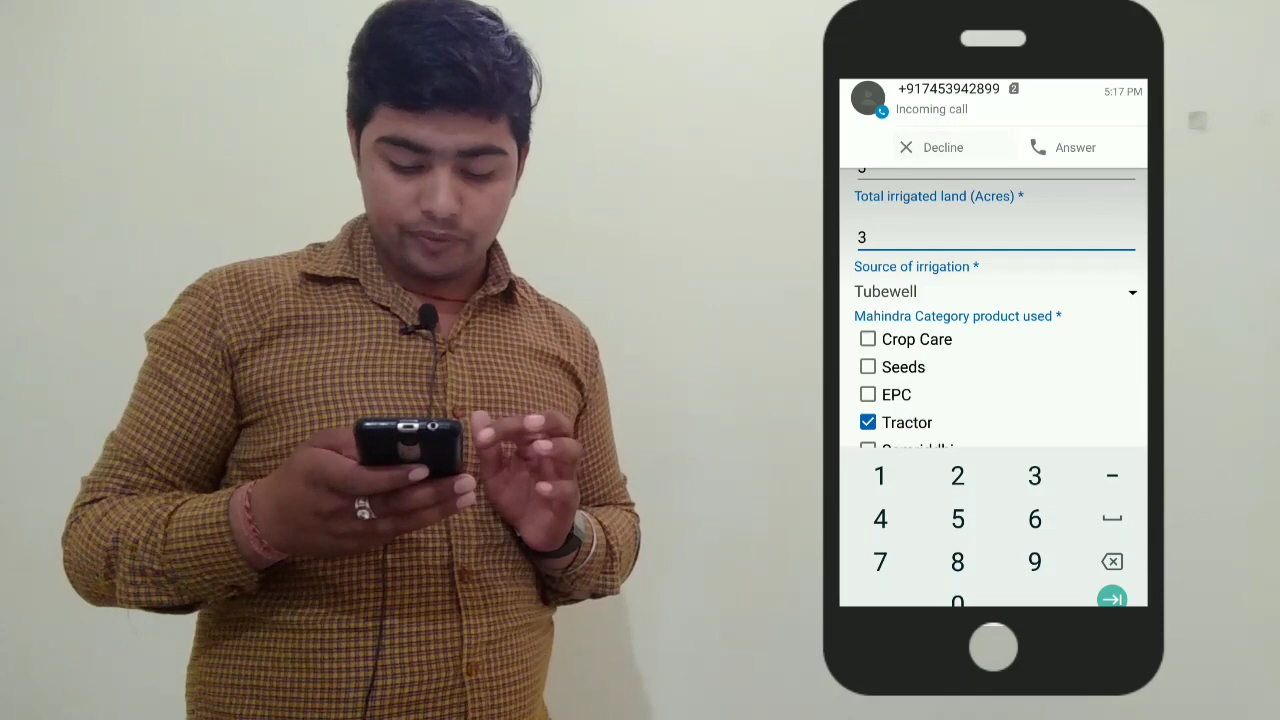 +917453942899 2
5:17 PM
Incoming call
Decline
Answer
Total irrigated land (Acres) *
3
Source of irrigation *
Tubewell
Mahindra Category product used *
Crop Care
Seeds
EPC
Tractor
1 2 3 -
4 5 6
7 8 9
0